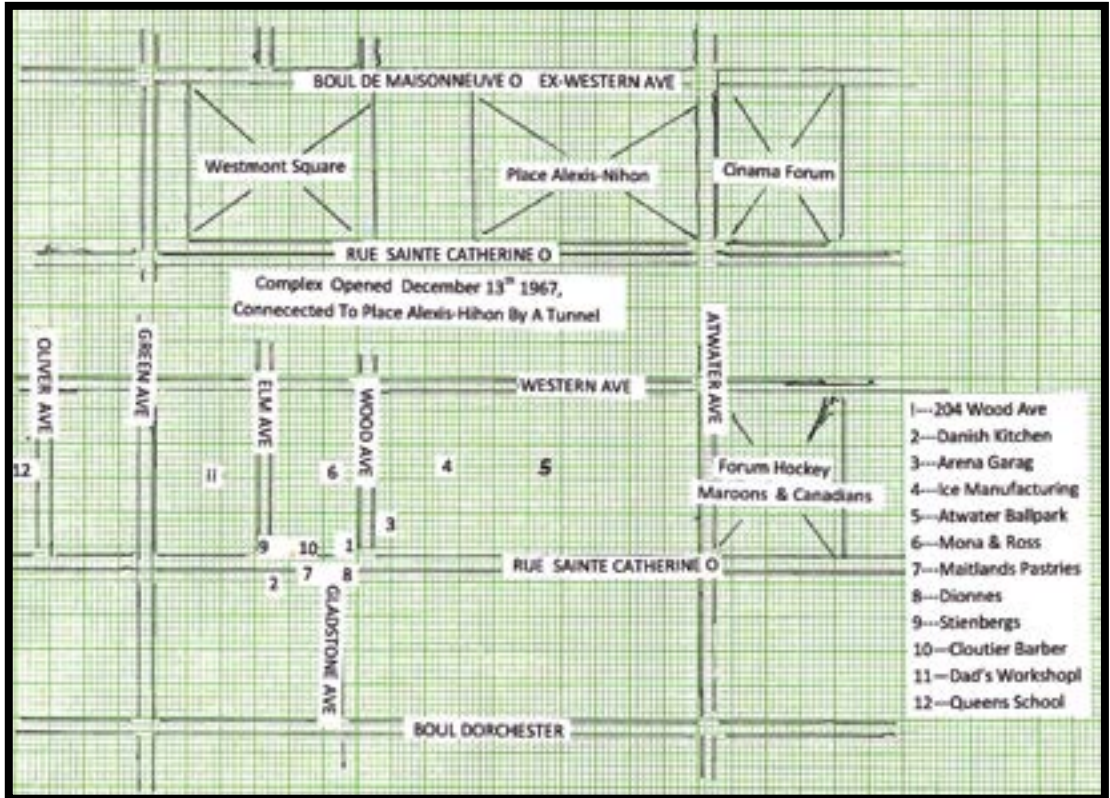 BOUL DE MAISONNEUVE O EX-WESTERN AVE
Westmont Square
Place Alexis-Nihon
Cinama Forum
RUE SAINTE CATHERINE O
Complex Opened December 13th 1967,
Connecected To Place Alexis-Hihon By A Tunnel
OLIVER AVE
GREEN AVE
ELM AVE
WOOD AVE
ATWATER AVE
WESTERN AVE
12
11
6
4
5
3
Forum Hockey
Maroons & Canadians
9
10
1
RUE SAINTE CATHERINE O
2
7
8
GLADSTONE AVE
BOUL DORCHESTER
1---204 Wood Ave
2---Danish Kitchen
3---Arena Garag
4---Ice Manufacturing
5---Atwater Ballpark
6---Mona & Ross
7---Maitlands Pastries
8---Dionnes
9---Stienbergs
10---Cloutier Barber
11---Dad's Workshopl
12---Queens School